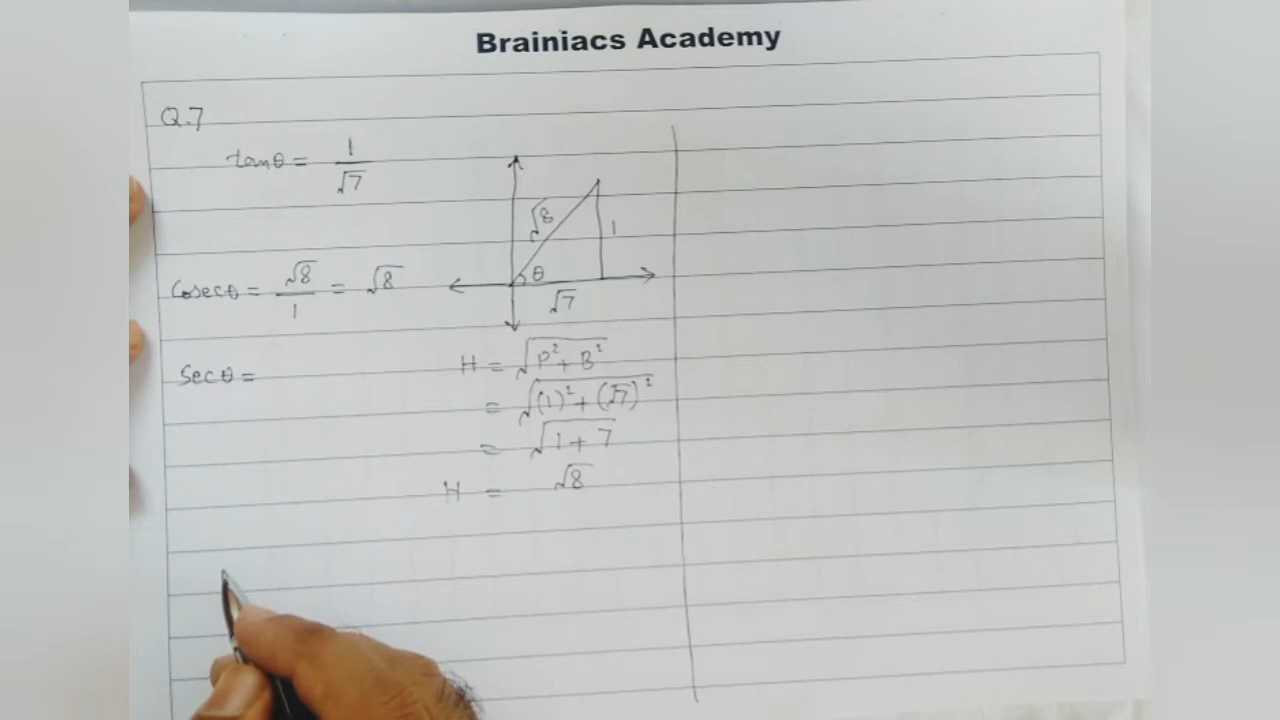 Brainiacs Academy
Q.7
tanθ = 1/√7
√8
1
θ
√7
Cosecθ = √8/1 = √8
Secθ =
H = √(P² + B²)
= √((1)² + (√7)²)
= √(1 + 7)
H = √8